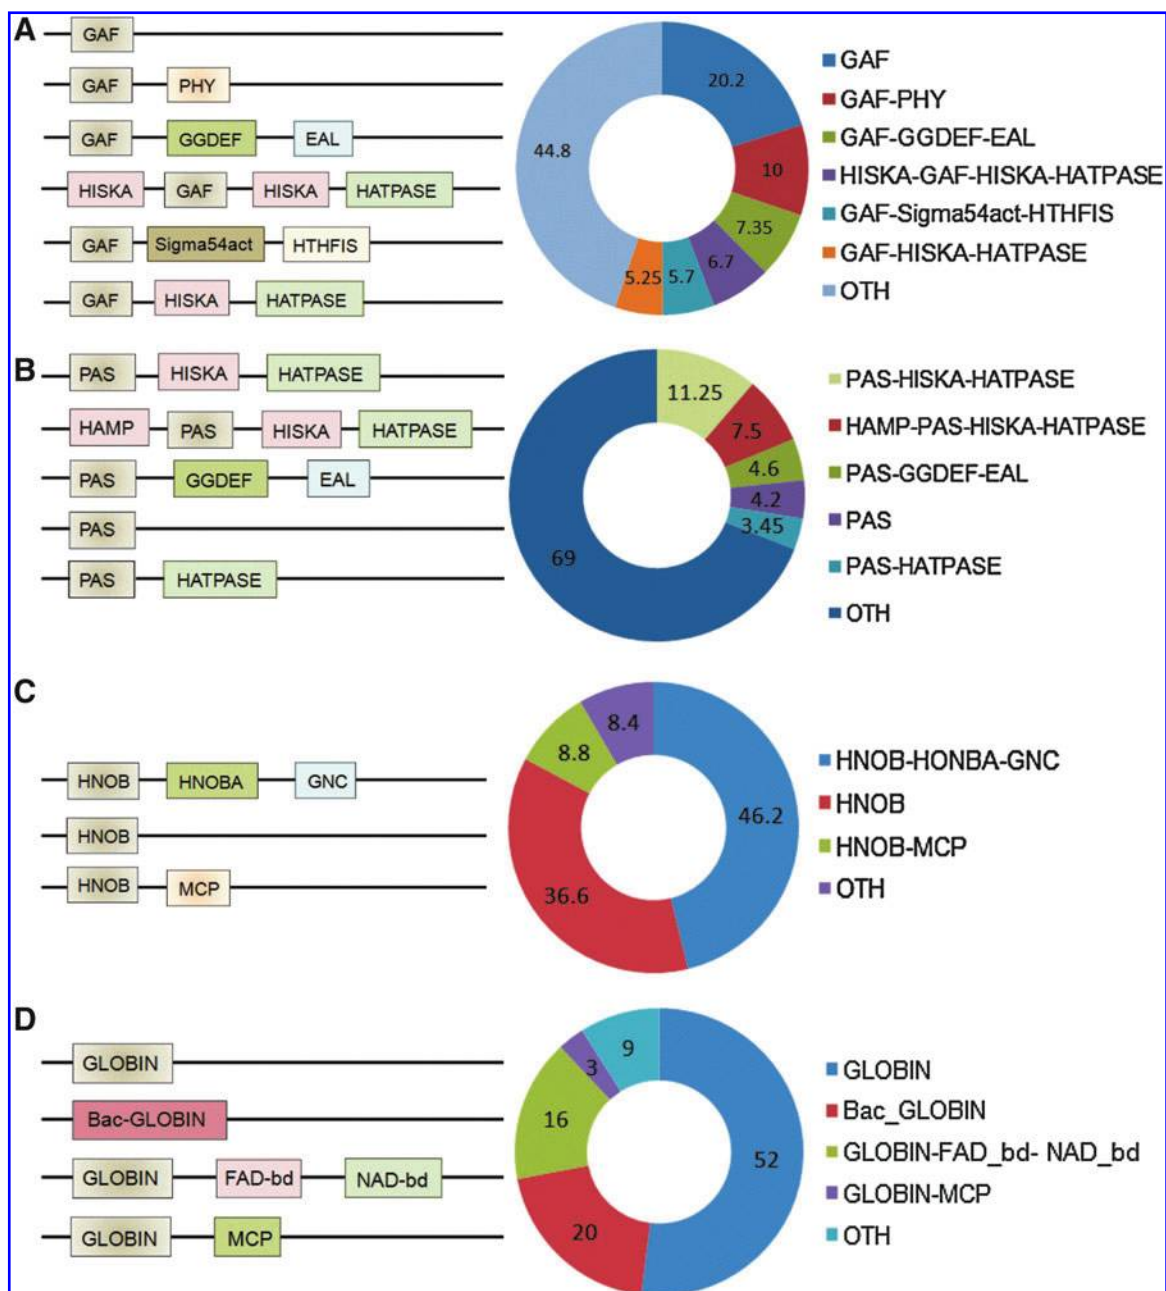 A
GAF
GAF PHY
GAF GGDEF EAL
HISKA GAF HISKA HATPASE
GAF Sigma54act HTHFIS
GAF HISKA HATPASE
20.2
10
7.35
6.7
5.7
5.25
44.8
GAF
GAF-PHY
GAF-GGDEF-EAL
HISKA-GAF-HISKA-HATPASE
GAF-Sigma54act-HTHFIS
GAF-HISKA-HATPASE
OTH
B
PAS HISKA HATPASE
HAMP PAS HISKA HATPASE
PAS GGDEF EAL
PAS
PAS HATPASE
11.25
7.5
4.6
4.2
3.45
69
PAS-HISKA-HATPASE
HAMP-PAS-HISKA-HATPASE
PAS-GGDEF-EAL
PAS
PAS-HATPASE
OTH
C
HNOB HNOBA GNC
HNOB
HNOB MCP
8.4
8.8
46.2
36.6
HNOB-HONBA-GNC
HNOB
HNOB-MCP
OTH
D
GLOBIN
Bac-GLOBIN
GLOBIN FAD-bd NAD-bd
GLOBIN MCP
9
3
16
52
20
GLOBIN
Bac_GLOBIN
GLOBIN-FAD_bd- NAD_bd
GLOBIN-MCP
OTH